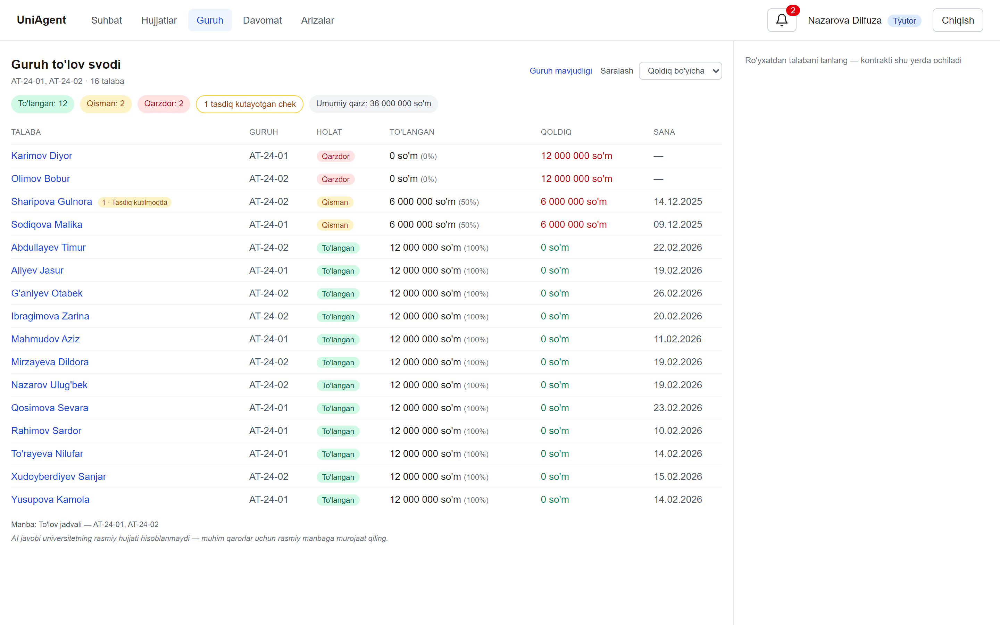 UniAgent Suhbat Hujjatlar Guruh Davomat Arizalar 2 Nazarova Dilfuza Tyutor Chiqish
Guruh to'lov svodi
AT-24-01, AT-24-02 · 16 talaba
Guruh mavjudligi Saralash Qoldiq bo'yicha
To'langan: 12 Qisman: 2 Qarzdor: 2 1 tasdiq kutayotgan chek Umumiy qarz: 36 000 000 so'm
TALABA GURUH HOLAT TO'LANGAN QOLDIQ SANA
Karimov Diyor AT-24-01 Qarzdor 0 so'm (0%) 12 000 000 so'm —
Olimov Bobur AT-24-02 Qarzdor 0 so'm (0%) 12 000 000 so'm —
Sharipova Gulnora 1 · Tasdiq kutilmoqda AT-24-02 Qisman 6 000 000 so'm (50%) 6 000 000 so'm 14.12.2025
Sodiqova Malika AT-24-01 Qisman 6 000 000 so'm (50%) 6 000 000 so'm 09.12.2025
Abdullayev Timur AT-24-02 To'langan 12 000 000 so'm (100%) 0 so'm 22.02.2026
Aliyev Jasur AT-24-01 To'langan 12 000 000 so'm (100%) 0 so'm 19.02.2026
G'aniyev Otabek AT-24-02 To'langan 12 000 000 so'm (100%) 0 so'm 26.02.2026
Ibragimova Zarina AT-24-02 To'langan 12 000 000 so'm (100%) 0 so'm 20.02.2026
Mahmudov Aziz AT-24-01 To'langan 12 000 000 so'm (100%) 0 so'm 11.02.2026
Mirzayeva Dildora AT-24-02 To'langan 12 000 000 so'm (100%) 0 so'm 19.02.2026
Nazarov Ulug'bek AT-24-02 To'langan 12 000 000 so'm (100%) 0 so'm 19.02.2026
Qosimova Sevara AT-24-01 To'langan 12 000 000 so'm (100%) 0 so'm 23.02.2026
Rahimov Sardor AT-24-01 To'langan 12 000 000 so'm (100%) 0 so'm 10.02.2026
To'rayeva Nilufar AT-24-01 To'langan 12 000 000 so'm (100%) 0 so'm 14.02.2026
Xudoyberdiyev Sanjar AT-24-02 To'langan 12 000 000 so'm (100%) 0 so'm 15.02.2026
Yusupova Kamola AT-24-01 To'langan 12 000 000 so'm (100%) 0 so'm 14.02.2026
Manba: To'lov jadvali — AT-24-01, AT-24-02
AI javobi universitetning rasmiy hujjati hisoblanmaydi — muhim qarorlar uchun rasmiy manbaga murojaat qiling.
Ro'yxatdan talabani tanlang — kontrakti shu yerda ochiladi